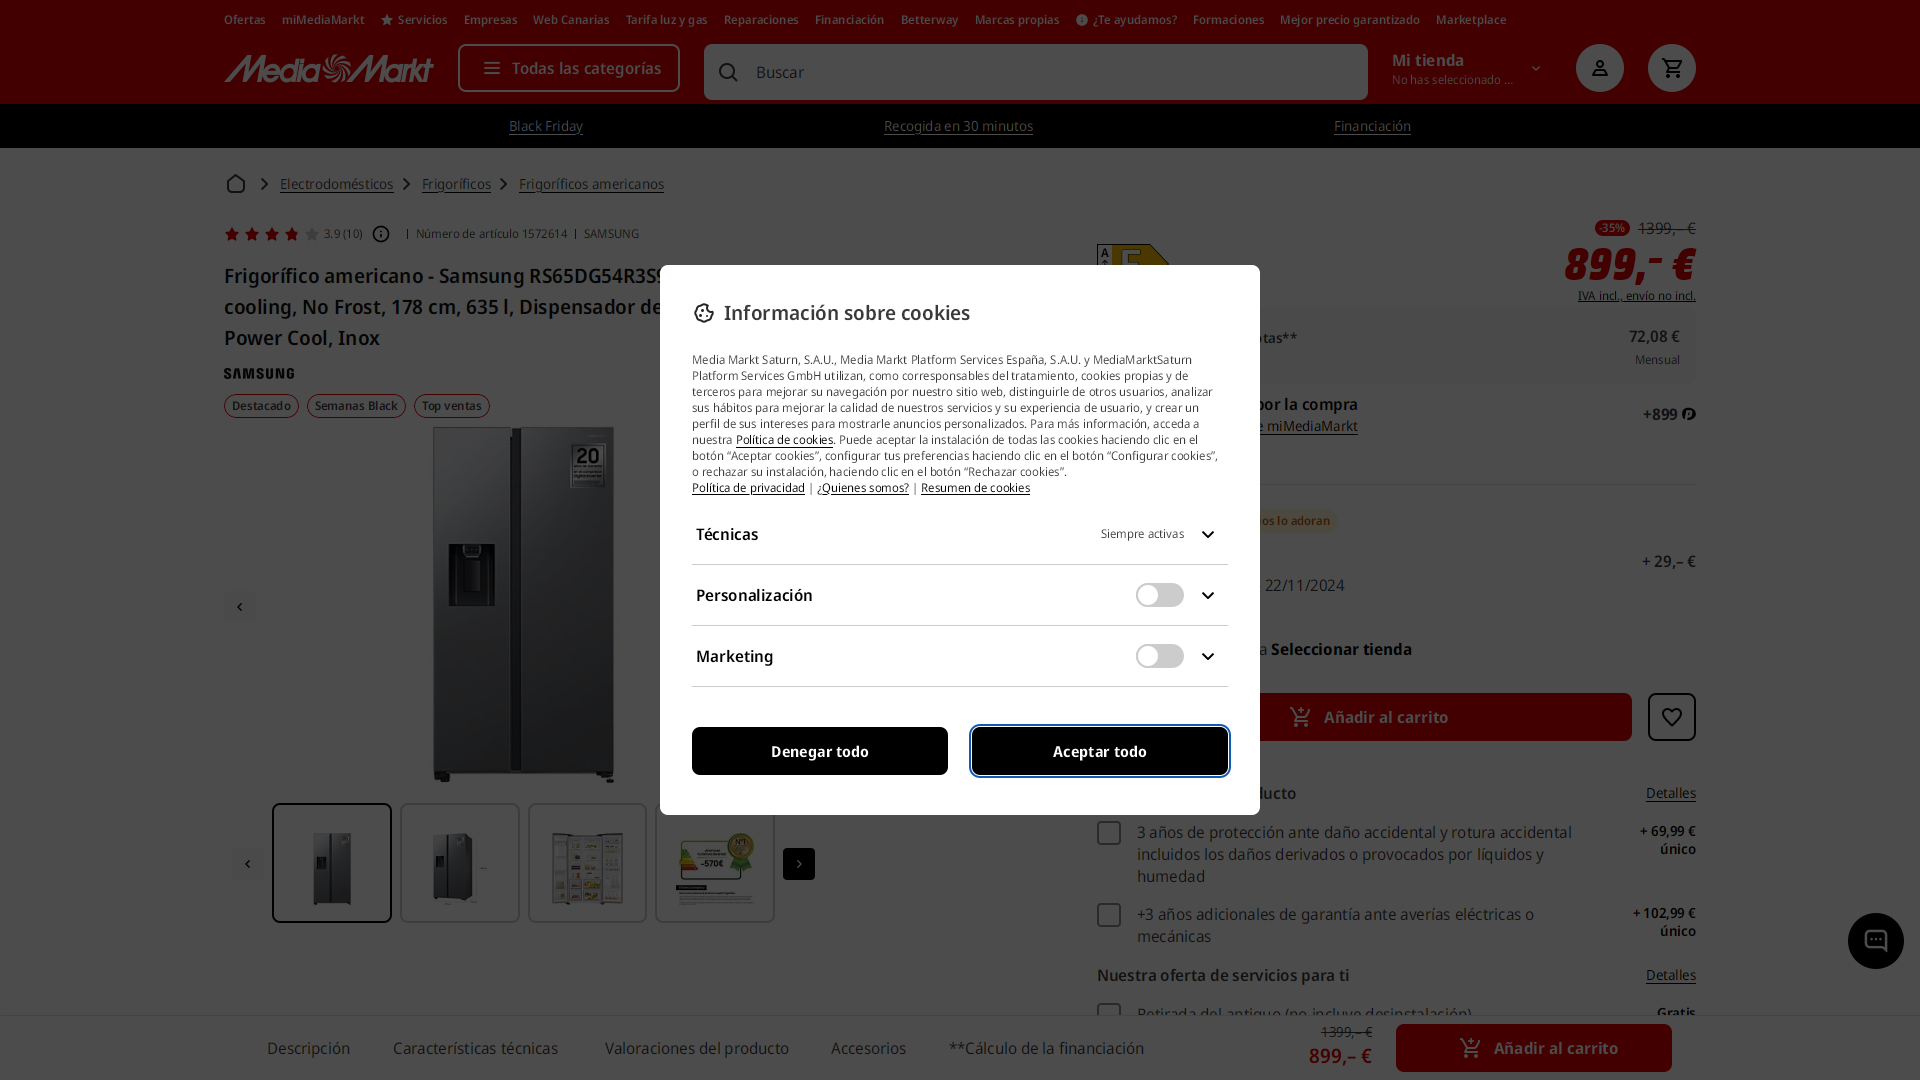 Ofertas miMediaMarkt Servicios Empresas Web Canarias Tarifa luz y gas Reparaciones Financiación Betterway Marcas propias ¿Te ayudamos? Formaciones Mejor precio garantizado Marketplace
MediaMarkt
Todas las categorías
Buscar
Mi tienda
No has seleccionado ...
Black Friday
Recogida en 30 minutos
Financiación
Electrodomésticos
Frigoríficos
Frigoríficos americanos
3.9 (10)
| Número de artículo 1572614 | SAMSUNG
Frigorífico americano - Samsung RS65DG54R3S9
cooling, No Frost, 178 cm, 635 l, Dispensador de
Power Cool, Inox
SAMSUNG
Destacado
Semanas Black
Top ventas
20
-570€
A
-35%
1399,– €
899,– €
IVA incl., envío no incl.
otas**
72,08 €
Mensual
por la compra
e miMediaMarkt
+899
os lo adoran
+ 29,– €
22/11/2024
a Seleccionar tienda
Añadir al carrito
ducto
Detalles
3 años de protección ante daño accidental y rotura accidental
incluidos los daños derivados o provocados por líquidos y
humedad
+ 69,99 €
único
+3 años adicionales de garantía ante averías eléctricas o
mecánicas
+ 102,99 €
único
Nuestra oferta de servicios para ti
Detalles
Retirada del antiguo (no incluye desinstalación)
Gratis
Información sobre cookies
Media Markt Saturn, S.A.U., Media Markt Platform Services España, S.A.U. y MediaMarktSaturn
Platform Services GmbH utilizan, como corresponsables del tratamiento, cookies propias y de
terceros para mejorar su navegación por nuestro sitio web, distinguirle de otros usuarios, analizar
sus hábitos para mejorar la calidad de nuestros servicios y su experiencia de usuario, y crear un
perfil de sus intereses para mostrarle anuncios personalizados. Para más información, acceda a
nuestra Política de cookies. Puede aceptar la instalación de todas las cookies haciendo clic en el
botón “Aceptar cookies”, configurar tus preferencias haciendo clic en el botón “Configurar cookies”,
o rechazar su instalación, haciendo clic en el botón “Rechazar cookies”.
Política de privacidad | ¿Quienes somos? | Resumen de cookies
Técnicas
Siempre activas
Personalización
Marketing
Denegar todo
Aceptar todo
Descripción
Características técnicas
Valoraciones del producto
Accesorios
**Cálculo de la financiación
1399,– €
899,– €
Añadir al carrito